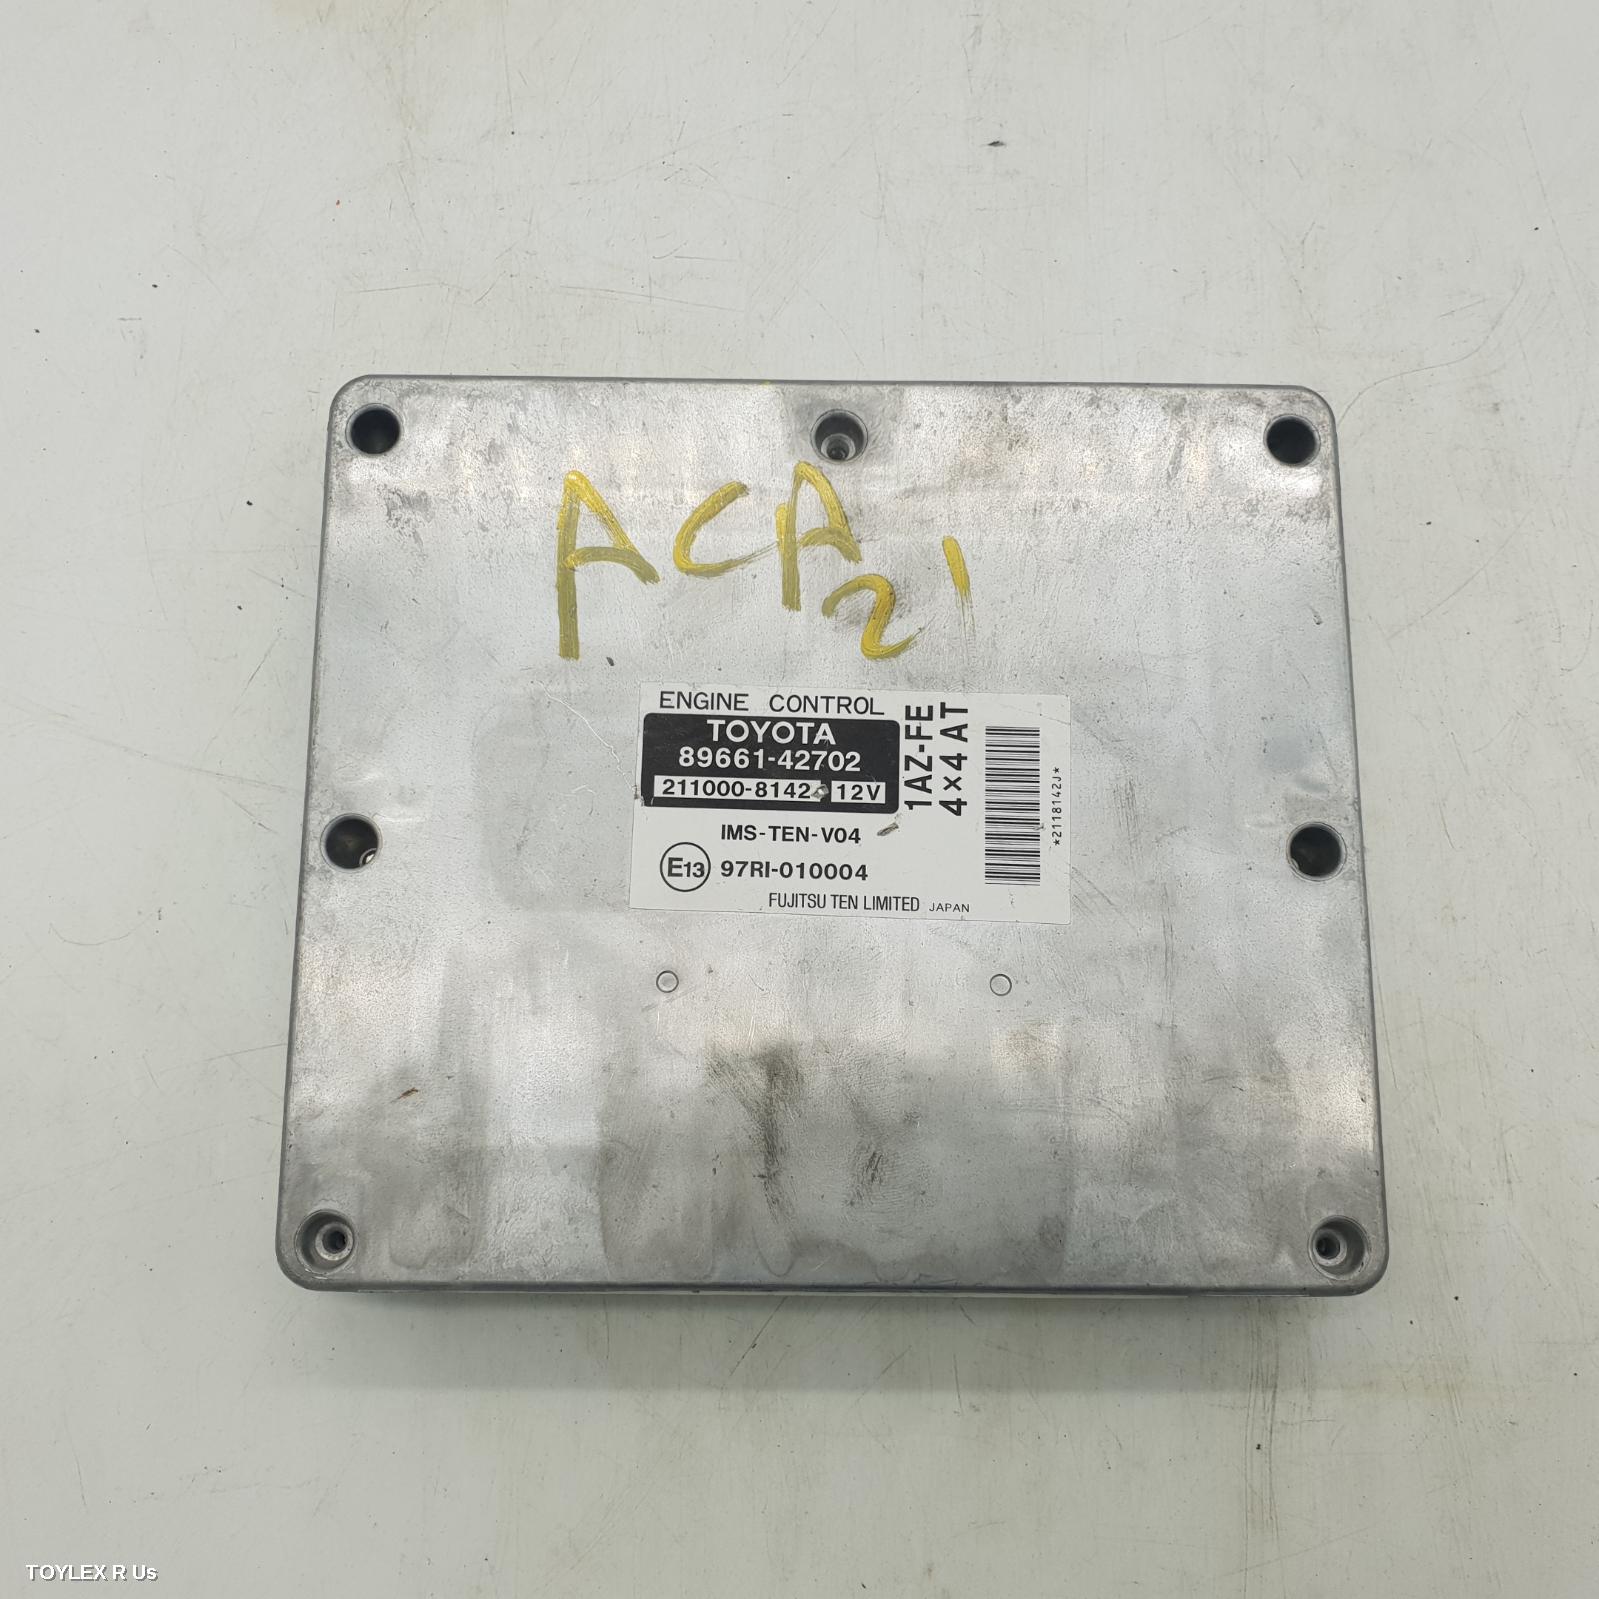 ACA21
ENGINE CONTROL
TOYOTA
89661-42702
211000-8142 12V
1AZ-FE
4×4 AT
*2118142J*
IMS-TEN-V04
E13 97RI-010004
FUJITSU TEN LIMITED JAPAN
TOYLEX R Us